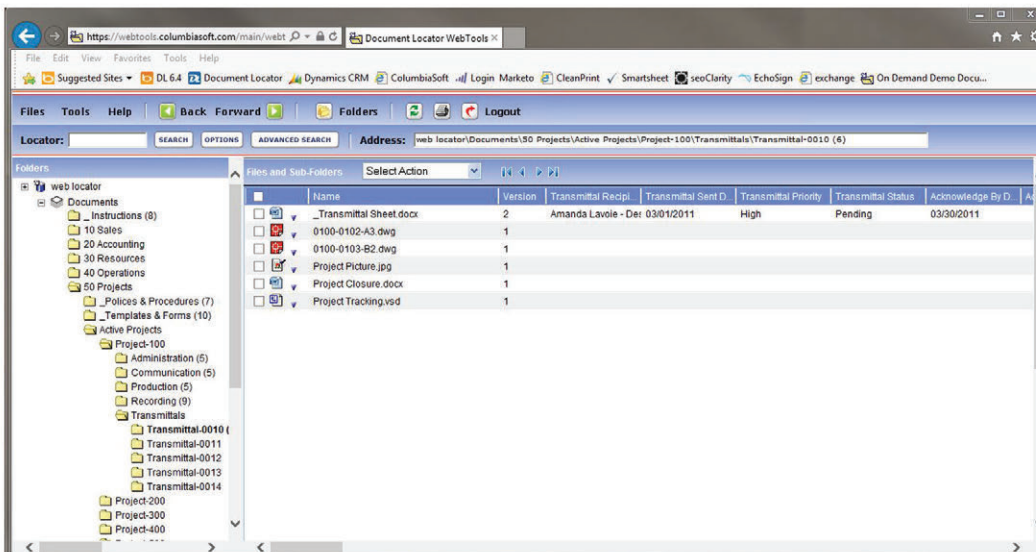 https://webtools.columbiasoft.com/main/webt
Document Locator WebTools
File Edit View Favorites Tools Help
Suggested Sites DL 6.4 Document Locator Dynamics CRM ColumbiaSoft Login Marketo CleanPrint Smartsheet seoClarity EchoSign exchange On Demand Demo Docu...
Files Tools Help Back Forward Folders Logout
Locator: SEARCH OPTIONS ADVANCED SEARCH Address: web locator\Documents\50 Projects\Active Projects\Project-100\Transmittals\Transmittal-0010 (6)
Folders
web locator
Documents
_Instructions (8)
10 Sales
20 Accounting
30 Resources
40 Operations
50 Projects
_Polices & Procedures (7)
_Templates & Forms (10)
Active Projects
Project-100
Administration (5)
Communication (5)
Production (5)
Recording (9)
Transmittals
Transmittal-0010 (
Transmittal-0011
Transmittal-0012
Transmittal-0013
Transmittal-0014
Project-200
Project-300
Project-400
Files and Sub-Folders Select Action
Name Version Transmittal Recipi... Transmittal Sent D... Transmittal Priority Transmittal Status Acknowledge By D...
_Transmittal Sheet.docx 2 Amanda Lavoie - Des 03/01/2011 High Pending 03/30/2011
0100-0102-A3.dwg 1
0100-0103-B2.dwg 1
Project Picture.jpg 1
Project Closure.docx 1
Project Tracking.vsd 1